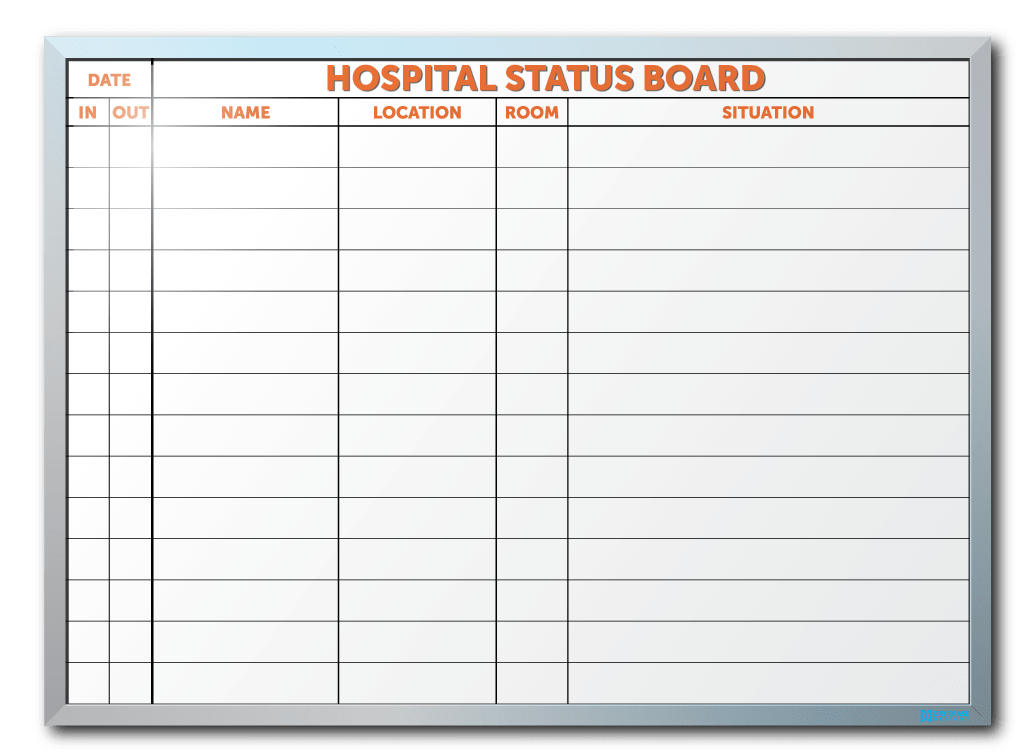 DATE
HOSPITAL STATUS BOARD
IN OUT NAME LOCATION ROOM SITUATION